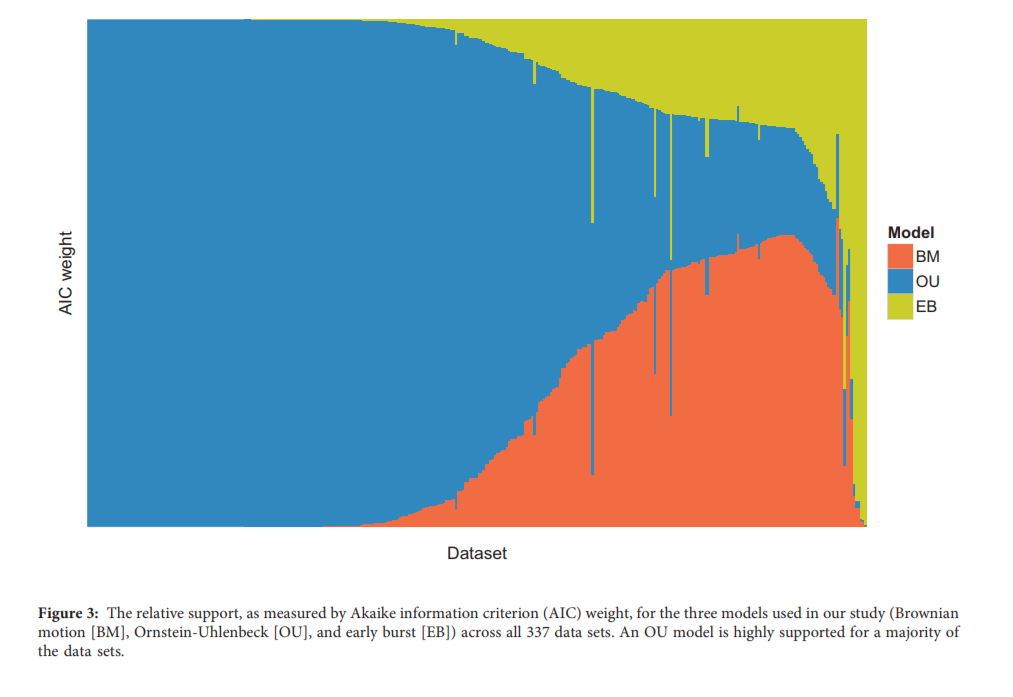 AIC weight
Model
BM
OU
EB
Dataset
Figure 3: The relative support, as measured by Akaike information criterion (AIC) weight, for the three models used in our study (Brownian
motion [BM], Ornstein-Uhlenbeck [OU], and early burst [EB]) across all 337 data sets. An OU model is highly supported for a majority of
the data sets.